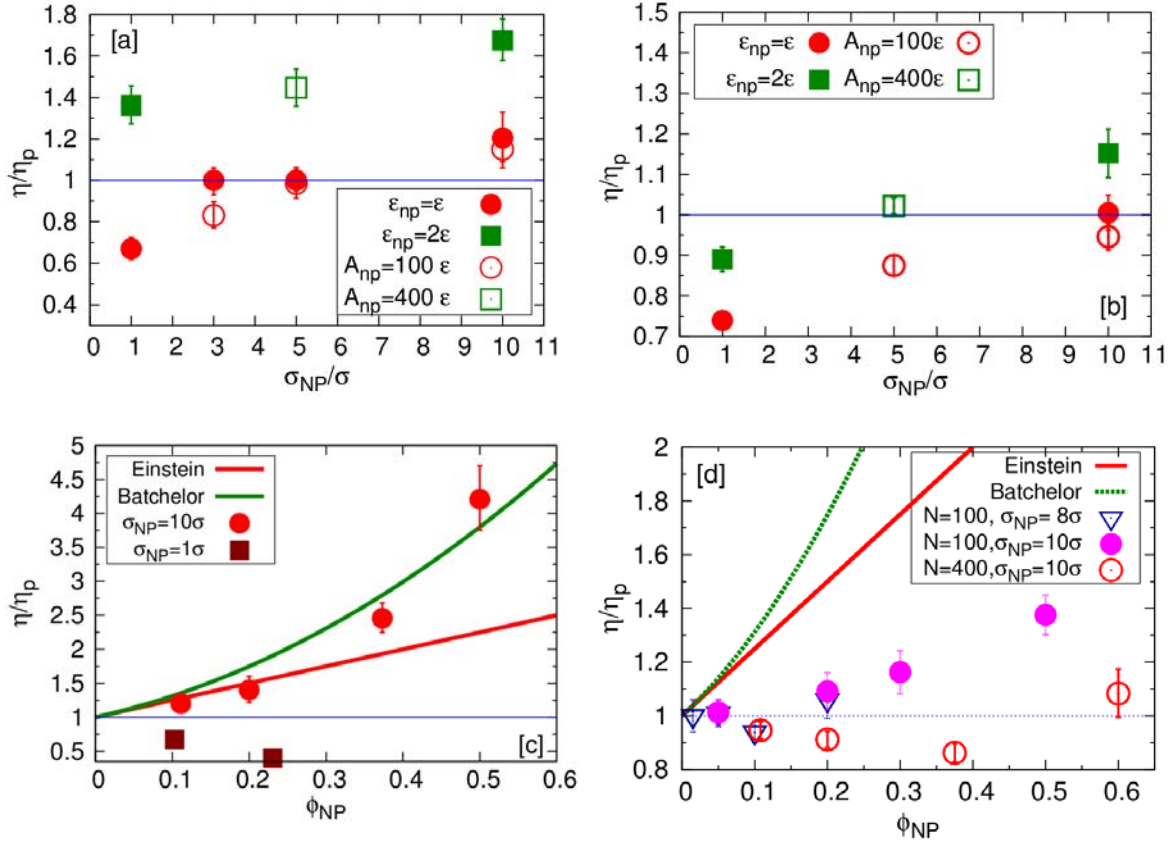 [a]
η/ηp
1.8
1.6
1.4
1.2
1
0.8
0.6
0.4
εnp=ε
εnp=2ε
Anp=100 ε
Anp=400 ε
0 1 2 3 4 5 6 7 8 9 10 11
σNP/σ
[b]
η/ηp
1.5
1.4
1.3
1.2
1.1
1
0.9
0.8
0.7
εnp=ε Anp=100ε
εnp=2ε Anp=400ε
0 1 2 3 4 5 6 7 8 9 10 11
σNP/σ
[c]
η/ηp
5
4.5
4
3.5
3
2.5
2
1.5
1
0.5
Einstein
Batchelor
σNP=10σ
σNP=1σ
0 0.1 0.2 0.3 0.4 0.5 0.6
ϕNP
[d]
η/ηp
2
1.8
1.6
1.4
1.2
1
0.8
Einstein
Batchelor
N=100, σNP= 8σ
N=100,σNP=10σ
N=400,σNP=10σ
0 0.1 0.2 0.3 0.4 0.5 0.6
ϕNP